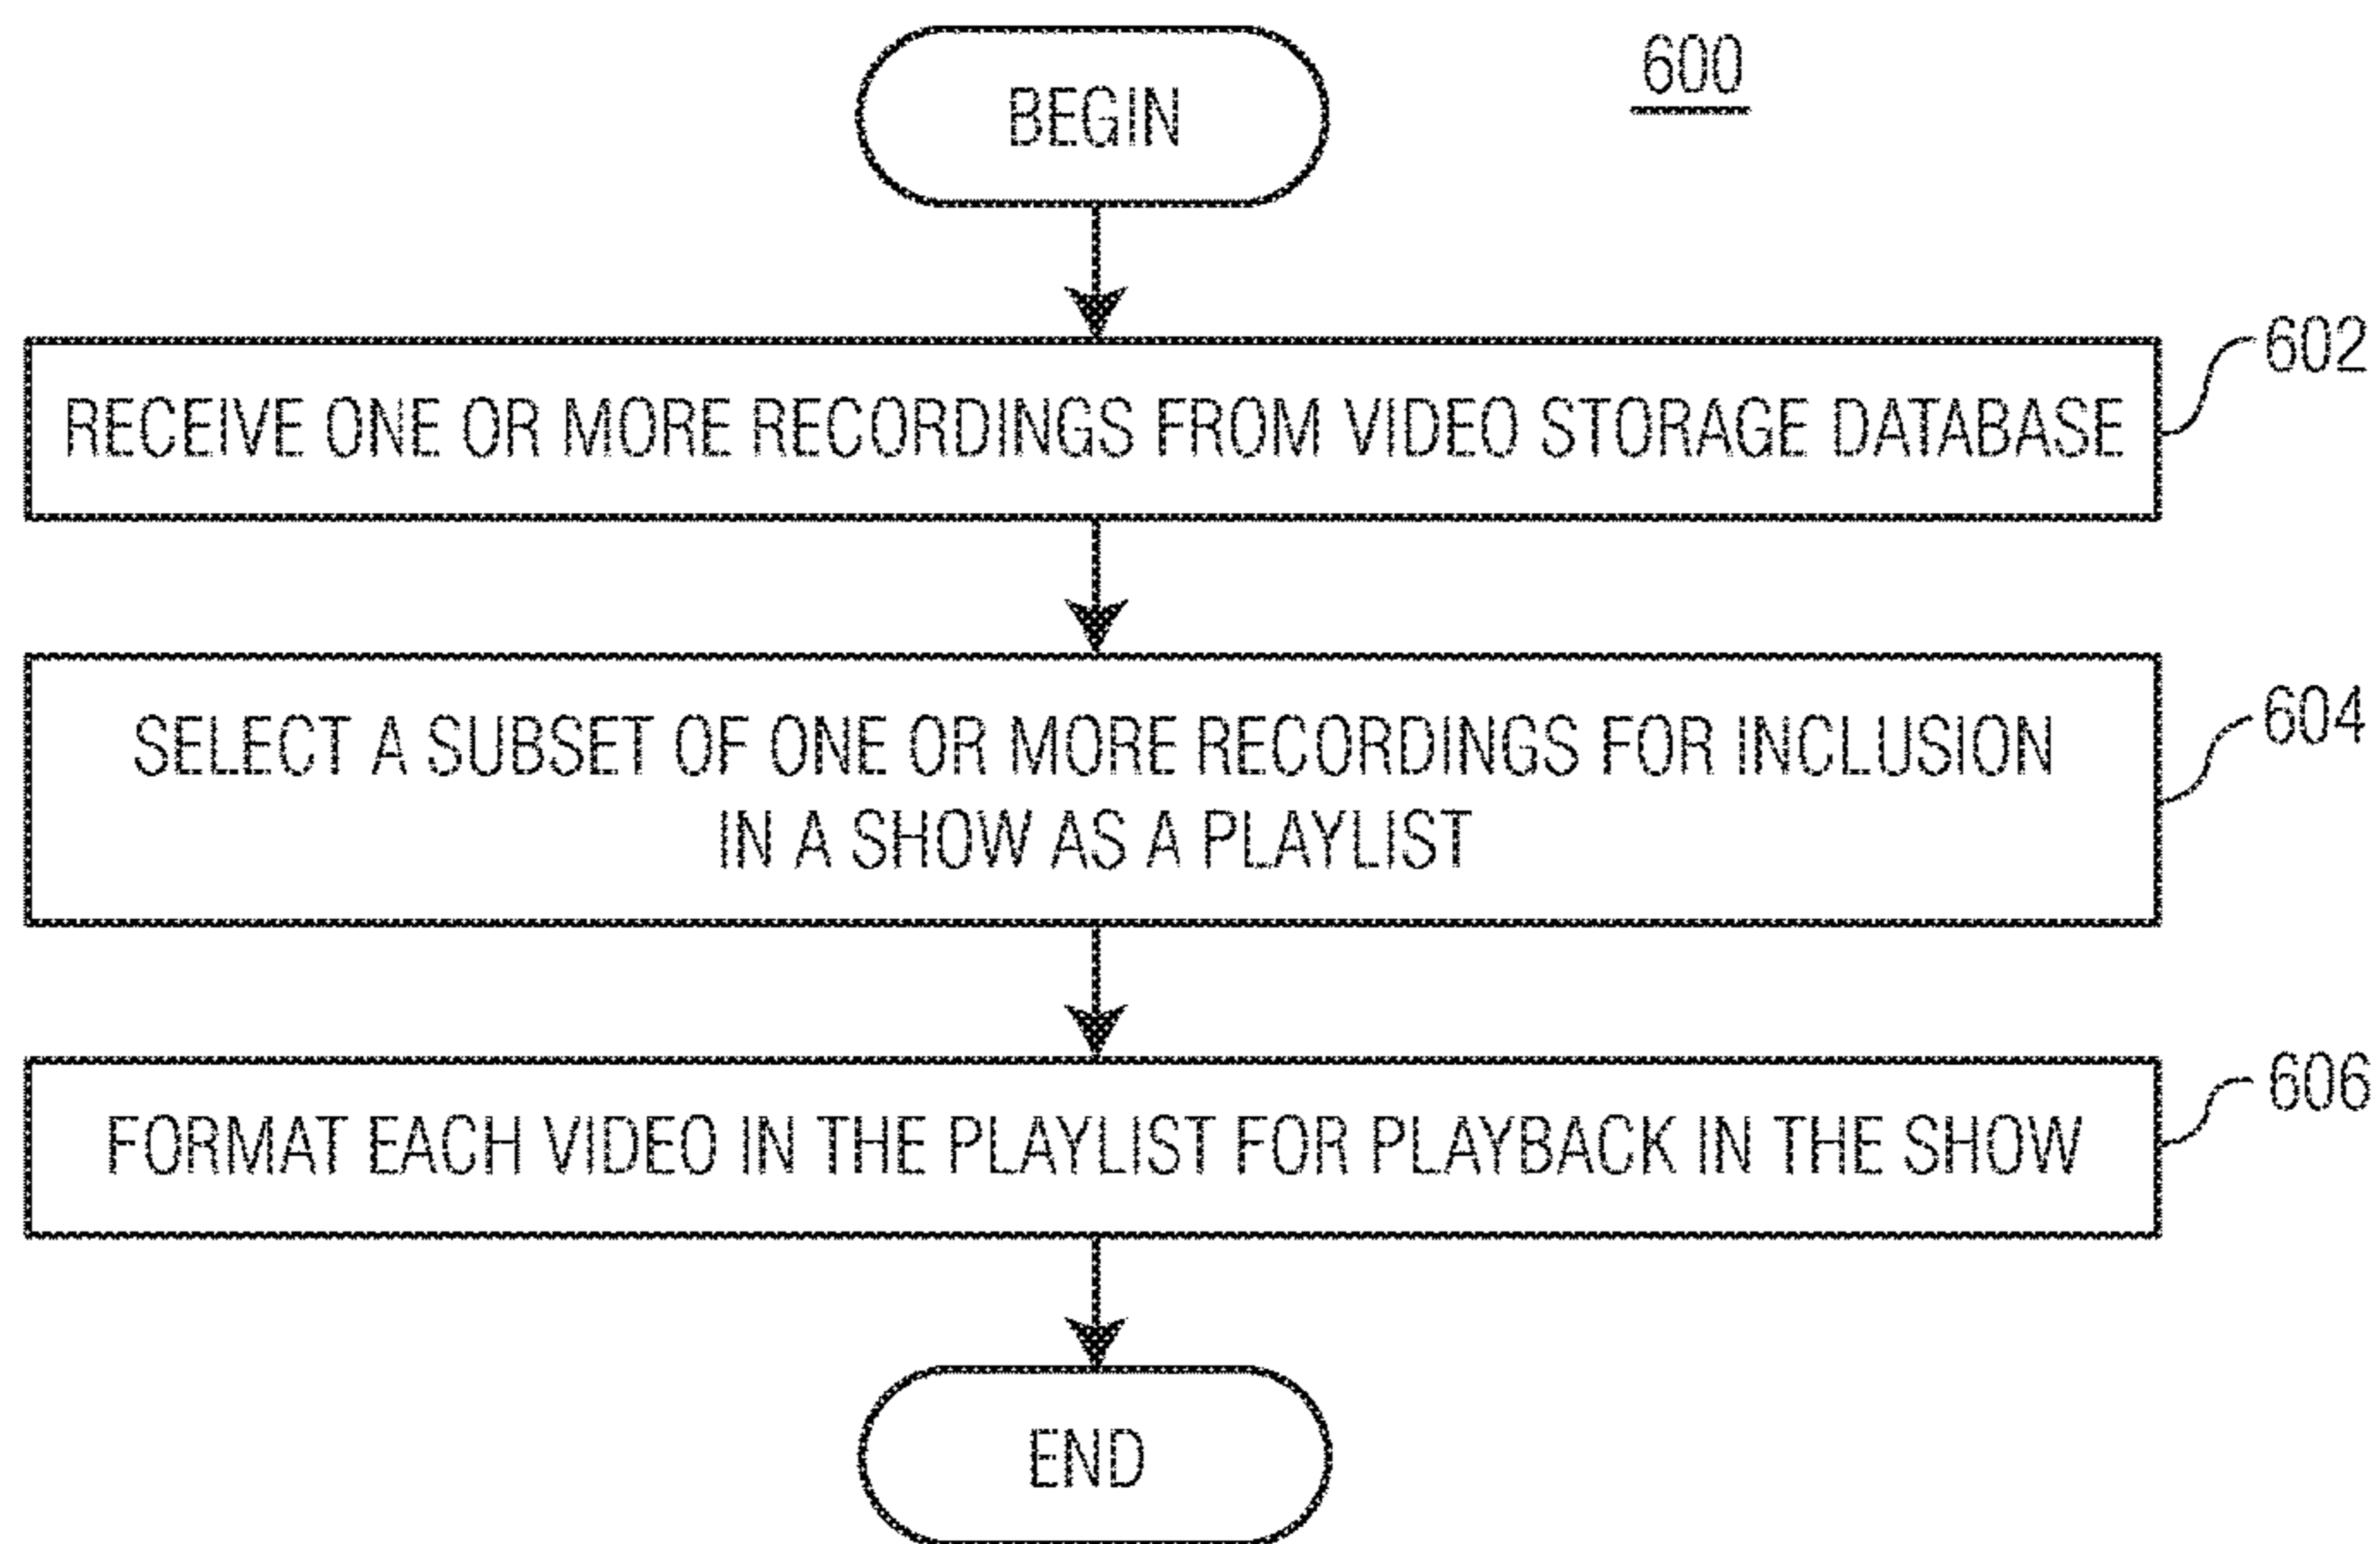 BEGIN
600
RECEIVE ONE OR MORE RECORDINGS FROM VIDEO STORAGE DATABASE
602
SELECT A SUBSET OF ONE OR MORE RECORDINGS FOR INCLUSION
IN A SHOW AS A PLAYLIST
604
FORMAT EACH VIDEO IN THE PLAYLIST FOR PLAYBACK IN THE SHOW
606
END